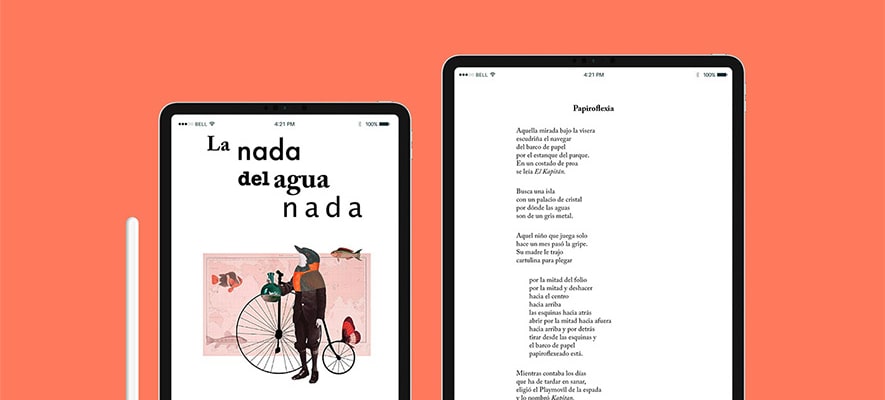 BELL
4:21 PM
100%
La
nada
del agua
nada
BELL
4:21 PM
100%
Papiroflexia
Aquella mirada bajo la visera
escudriña el navegar
del barco de papel
por el estanque del parque.
En un costado de proa
se leía El Kapitán.
Busca una isla
con un palacio de cristal
por dónde las aguas
son de un gris metal.
Aquel niño que juega solo
hace un mes pasó la gripe.
Su madre le trajo
cartulina para plegar
por la mitad del folio
por la mitad y deshacer
hacia el centro
hacia arriba
las esquinas hacia atrás
abrir por la mitad hacia afuera
hacia arriba y por detrás
tirar desde las esquinas y
el barco de papel
papiroflexeado está.
Mientras contaba los días
que ha de tardar en sanar,
eligió el Playmovil de la espada
y lo nombró Kapitan.